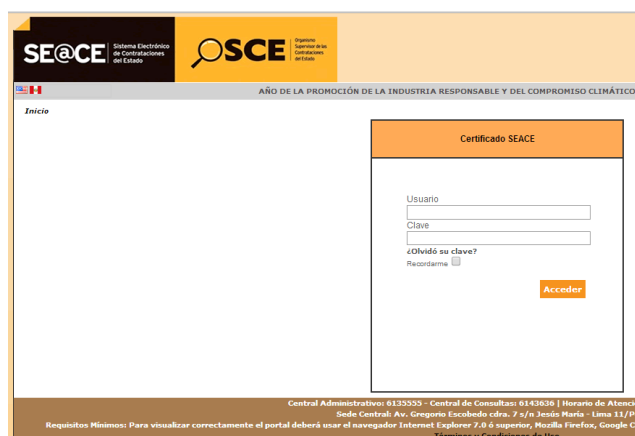 SE@CE Sistema Electrónico de Contrataciones del Estado
OSCE Organismo Supervisor de las Contrataciones del Estado
AÑO DE LA PROMOCIÓN DE LA INDUSTRIA RESPONSABLE Y DEL COMPROMISO CLIMÁTICO
Inicio
Certificado SEACE
Usuario
Clave
¿Olvidó su clave?
Recordarme
Acceder
Central Administrativo: 6135555 - Central de Consultas: 6143636 | Horario de Atenci
Sede Central: Av. Gregorio Escobedo cdra. 7 s/n Jesús María - Lima 11/P
Requisitos Mínimos: Para visualizar correctamente el portal deberá usar el navegador Internet Explorer 7.0 ó superior, Mozilla Firefox, Google C
Términos y Condiciones de Uso